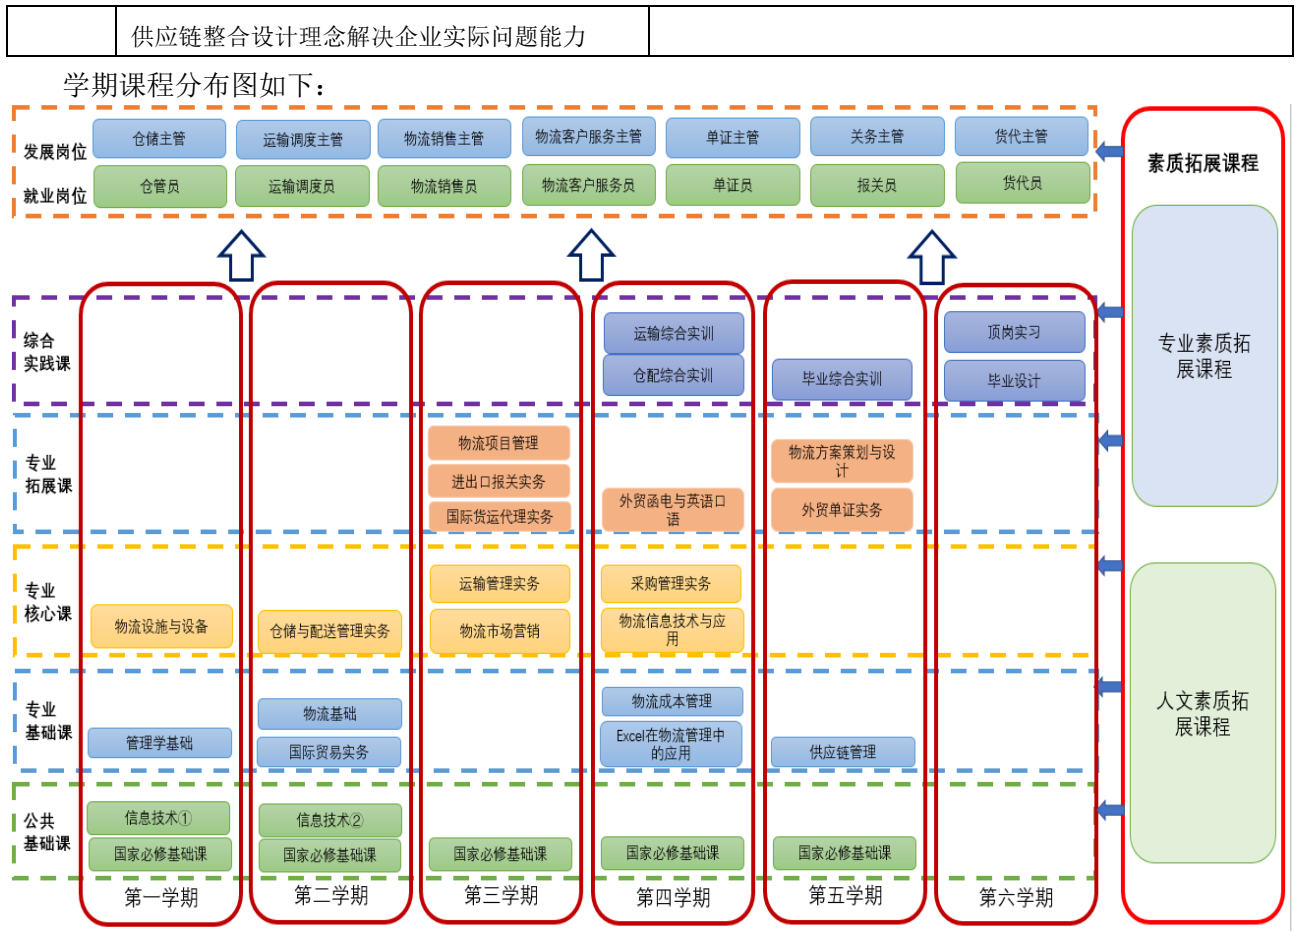 供应链整合设计理念解决企业实际问题能力
学期课程分布图如下：
发展岗位
仓储主管
运输调度主管
物流销售主管
物流客户服务主管
单证主管
关务主管
货代主管
就业岗位
仓管员
运输调度员
物流销售员
物流客户服务员
单证员
报关员
货代员
素质拓展课程
专业素质拓
展课程
人文素质拓
展课程
综合
实践课
运输综合实训
仓配综合实训
毕业综合实训
顶岗实习
毕业设计
专业
拓展课
物流项目管理
进出口报关实务
国际货运代理实务
外贸函电与英语口
语
物流方案策划与设
计
外贸单证实务
专业
核心课
物流设施与设备
仓储与配送管理实务
运输管理实务
物流市场营销
采购管理实务
物流信息技术与应
用
专业
基础课
管理学基础
物流基础
国际贸易实务
物流成本管理
Excel在物流管理中
的应用
供应链管理
公共
基础课
信息技术①
国家必修基础课
信息技术②
国家必修基础课
国家必修基础课
国家必修基础课
国家必修基础课
第一学期
第二学期
第三学期
第四学期
第五学期
第六学期